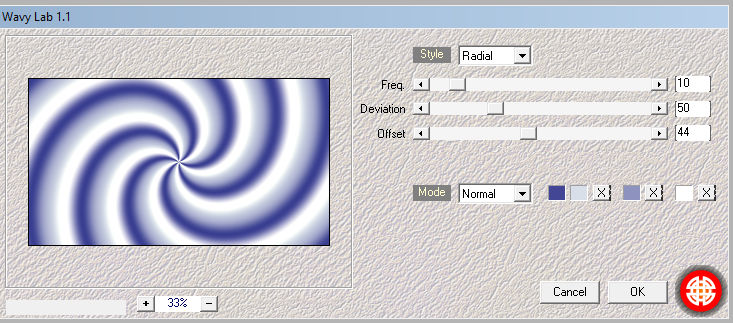 Wavy Lab 1.1
Style Radial
Freq. 10
Deviation 50
Offset 44
Mode Normal X X X
+ 33% −
Cancel OK